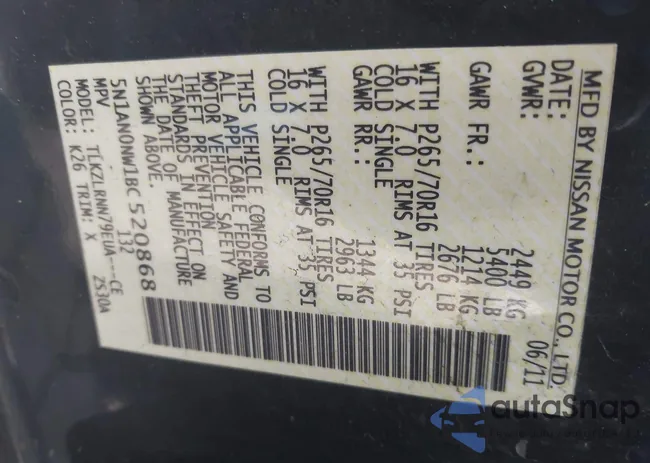 MFD BY NISSAN MOTOR CO., LTD.
DATE: 06/11
GVWR: 2449 KG
5400 LB
GAWR FR.: 1214 KG
2676 LB
WITH P265/70R16 TIRES
16 X 7.0 RIMS AT 35 PSI
COLD SINGLE
GAWR RR.: 1344 KG
2963 LB
WITH P265/70R16 TIRES
16 X 7.0 RIMS AT 35 PSI
COLD SINGLE
THIS VEHICLE CONFORMS TO
ALL APPLICABLE FEDERAL
MOTOR VEHICLE SAFETY AND
THEFT PREVENTION
STANDARDS IN EFFECT ON
THE DATE OF MANUFACTURE
SHOWN ABOVE.
5N1AN0NW1BC520868
MPV 132
MODEL: TLKZLRNN79EUA---CE
COLOR: K26 TRIM: X ZS30A
autaSnap